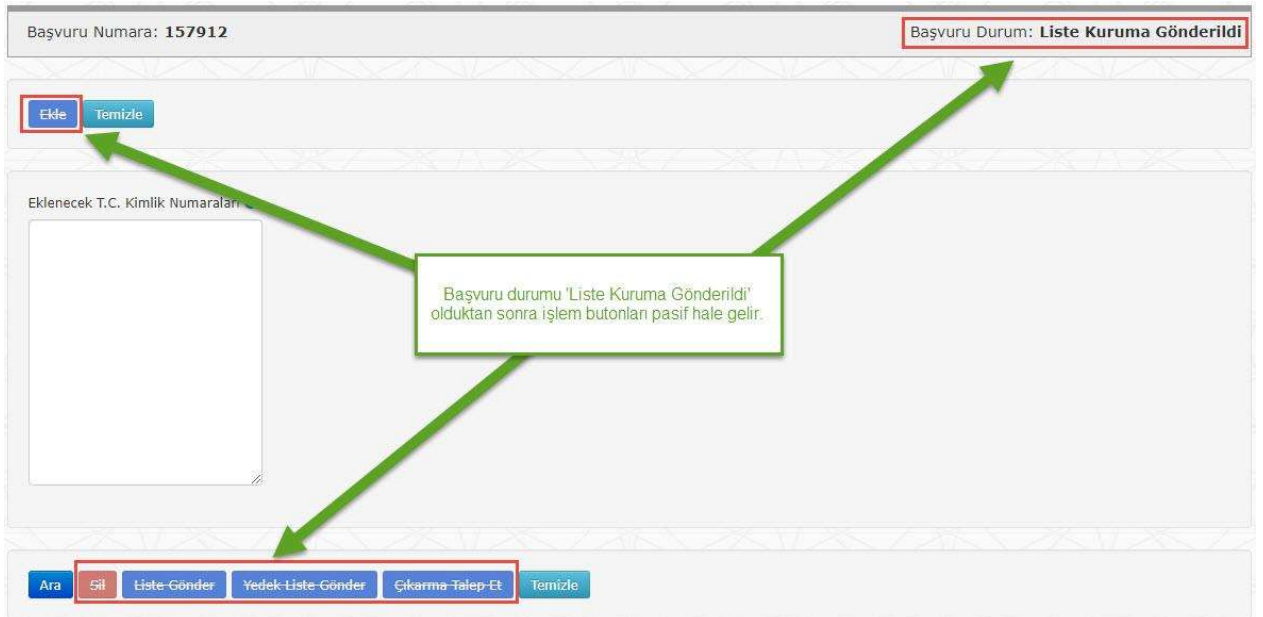 Başvuru Numara: 157912
Başvuru Durum: Liste Kuruma Gönderildi
Ekle Temizle
Eklenecek T.C. Kimlik Numaraları
Başvuru durumu 'Liste Kuruma Gönderildi'
olduktan sonra işlem butonları pasif hale gelir.
Ara Sil Liste Gönder Yedek Liste Gönder Çıkarma Talep Et Temizle